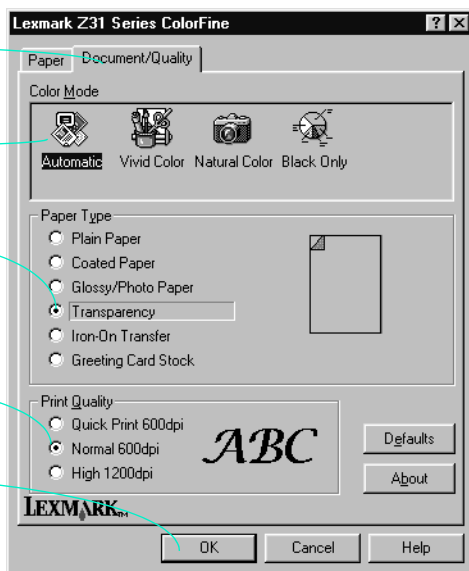 Lexmark Z31 Series ColorFine
Paper Document/Quality
Color Mode
Automatic Vivid Color Natural Color Black Only
Paper Type
Plain Paper
Coated Paper
Glossy/Photo Paper
Transparency
Iron-On Transfer
Greeting Card Stock
Print Quality
Quick Print 600dpi
Normal 600dpi
High 1200dpi
ABC
Defaults
About
LEXMARK™
OK Cancel Help